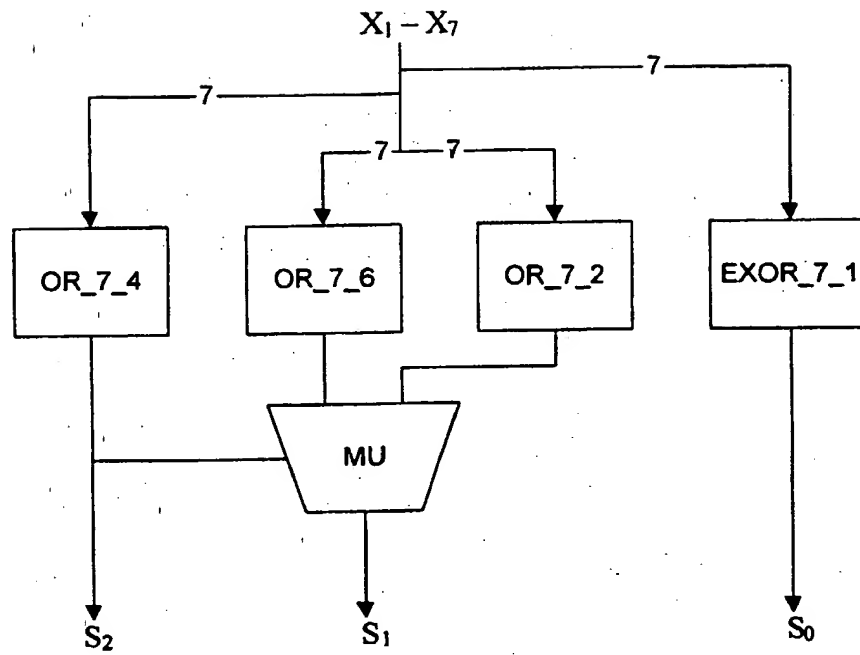 X₁ – X₇
7
7
7
7
OR_7_4
OR_7_6
OR_7_2
EXOR_7_1
MU
S₂
S₁
S₀